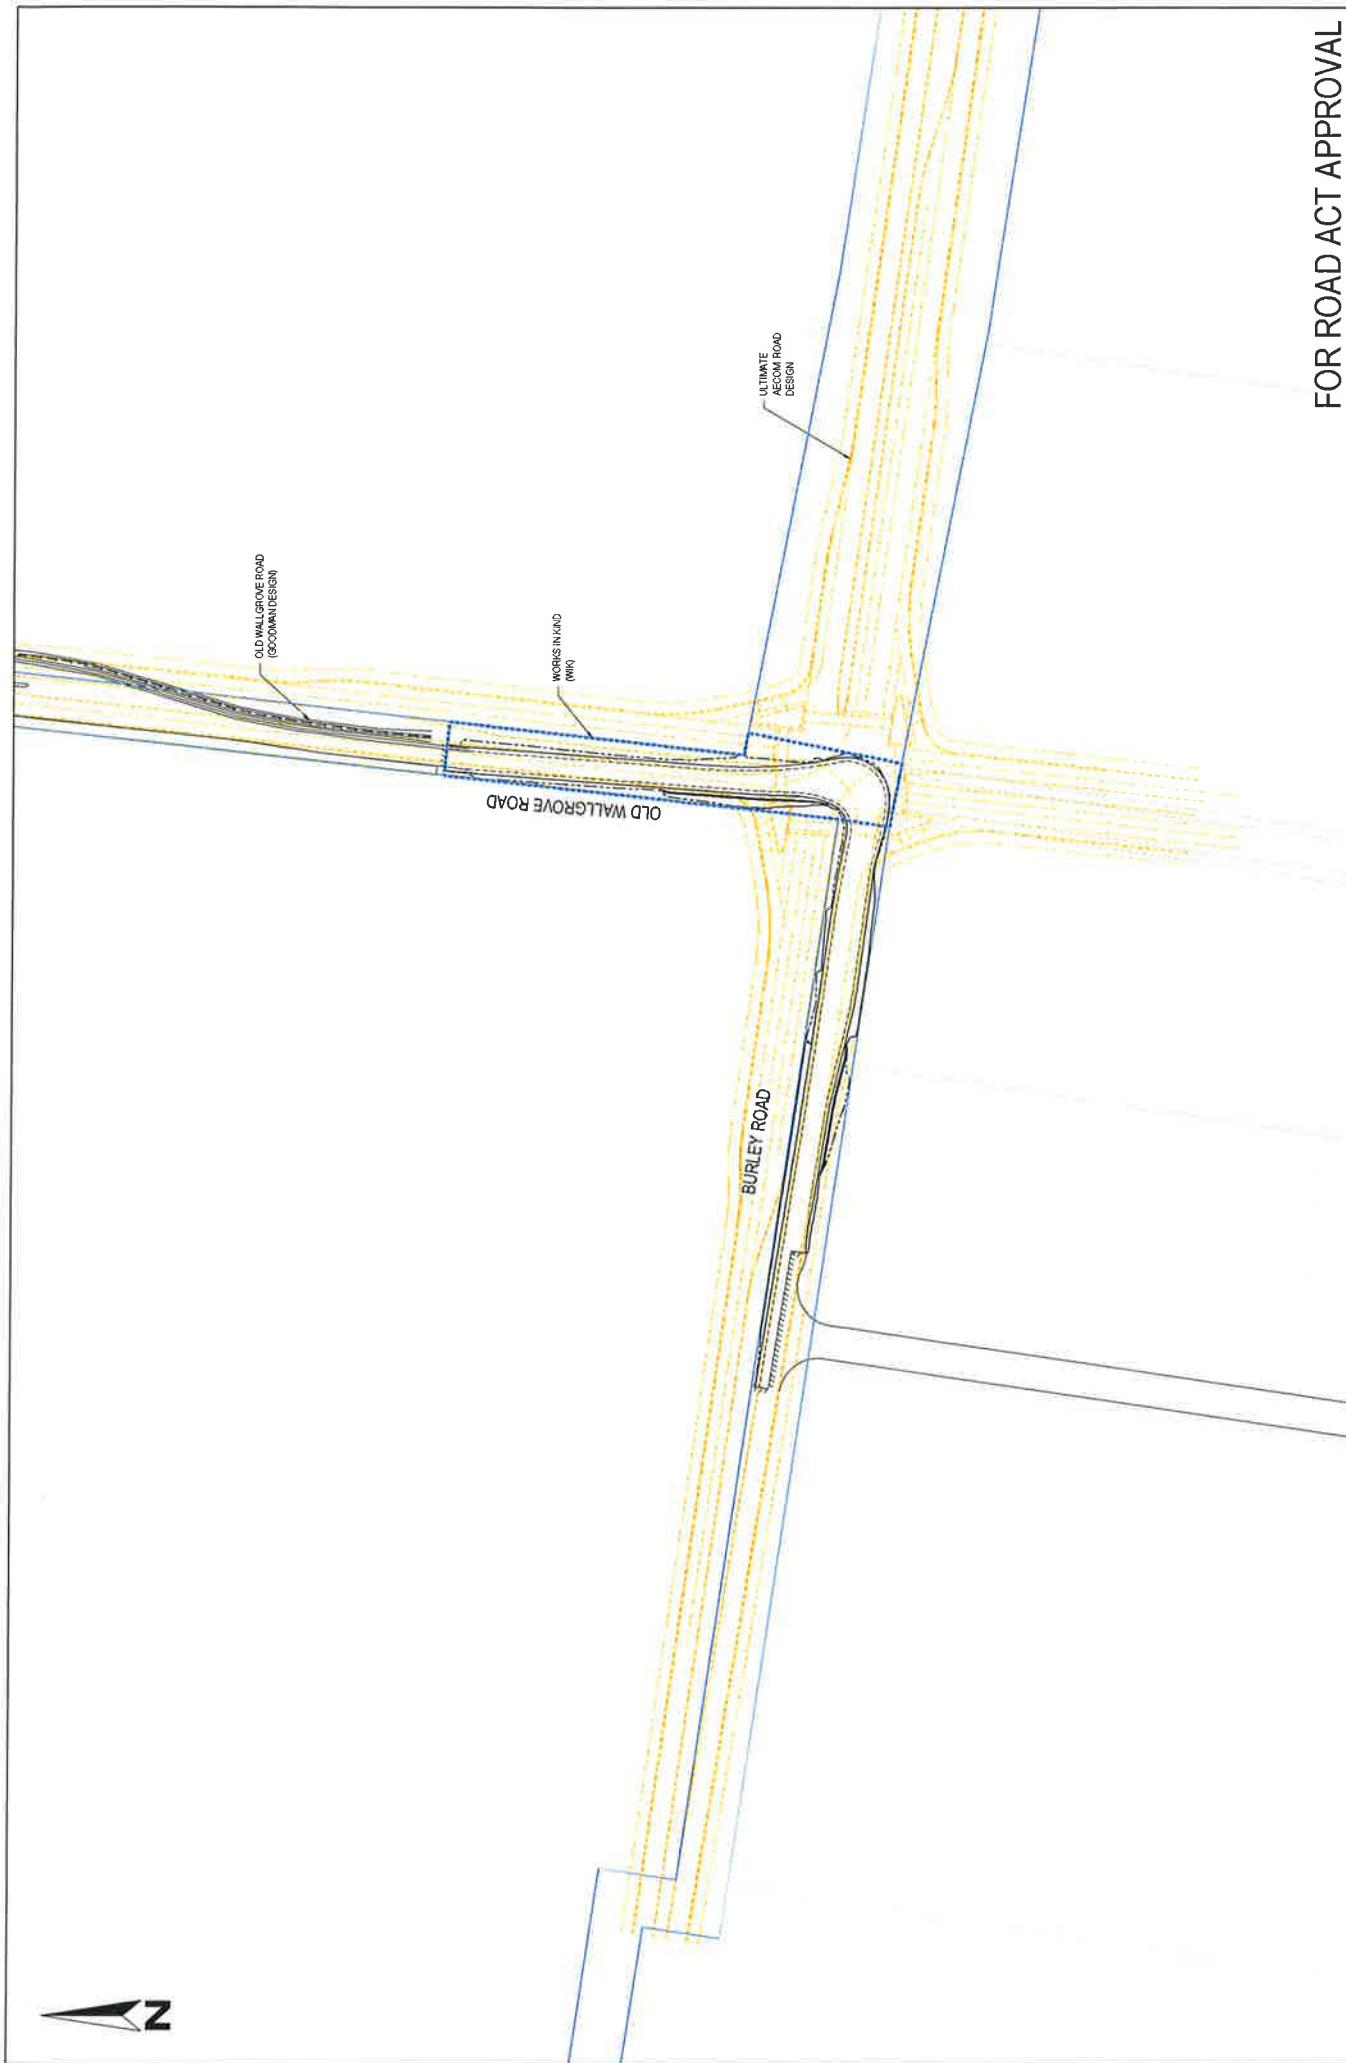 OLD WALLGROVE ROAD
(GOODMAN DESIGN)
WORKS IN KIND
(WIK)
ULTIMATE
AECOM ROAD
DESIGN
OLD WALLGROVE ROAD
BURLEY ROAD
N
FOR ROAD ACT APPROVAL